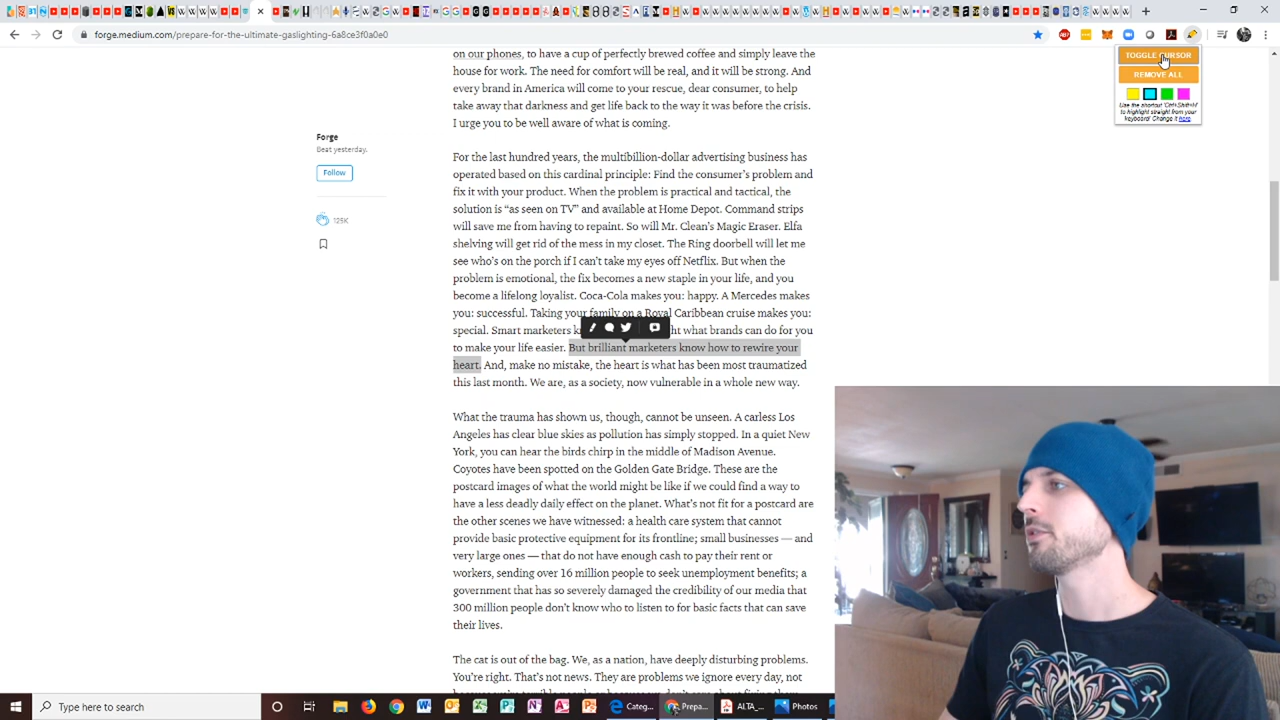 forge.medium.com/prepare-for-the-ultimate-gaslighting-6a8ce3f0a0e0
TOGGLE CURSOR
REMOVE ALL
Use the shortcut 'Ctrl+Shift+H'
to highlight straight from your
keyboard! Change it here
on our phones, to have a cup of perfectly brewed coffee and simply leave the
house for work. The need for comfort will be real, and it will be strong. And
every brand in America will come to your rescue, dear consumer, to help
take away that darkness and get life back to the way it was before the crisis.
I urge you to be well aware of what is coming.
Forge
Beat yesterday.
Follow
125K
For the last hundred years, the multibillion-dollar advertising business has
operated based on this cardinal principle: Find the consumer's problem and
fix it with your product. When the problem is practical and tactical, the
solution is “as seen on TV” and available at Home Depot. Command strips
will save me from having to repaint. So will Mr. Clean's Magic Eraser. Elfa
shelving will get rid of the mess in my closet. The Ring doorbell will let me
see who's on the porch if I can't take my eyes off Netflix. But when the
problem is emotional, the fix becomes a new staple in your life, and you
become a lifelong loyalist. Coca-Cola makes you: happy. A Mercedes makes
you: successful. Taking your family on a Royal Caribbean cruise makes you:
special. Smart marketers ht what brands can do for you
to make your life easier. But brilliant marketers know how to rewire your
heart. And, make no mistake, the heart is what has been most traumatized
this last month. We are, as a society, now vulnerable in a whole new way.
What the trauma has shown us, though, cannot be unseen. A carless Los
Angeles has clear blue skies as pollution has simply stopped. In a quiet New
York, you can hear the birds chirp in the middle of Madison Avenue.
Coyotes have been spotted on the Golden Gate Bridge. These are the
postcard images of what the world might be like if we could find a way to
have a less deadly daily effect on the planet. What's not fit for a postcard are
the other scenes we have witnessed: a health care system that cannot
provide basic protective equipment for its frontline; small businesses — and
very large ones — that do not have enough cash to pay their rent or
workers, sending over 16 million people to seek unemployment benefits; a
government that has so severely damaged the credibility of our media that
300 million people don't know who to listen to for basic facts that can save
their lives.
The cat is out of the bag. We, as a nation, have deeply disturbing problems.
You're right. That's not news. They are problems we ignore every day, not
Type here to search
Categ...
Prepa...
ALTA_...
Photos